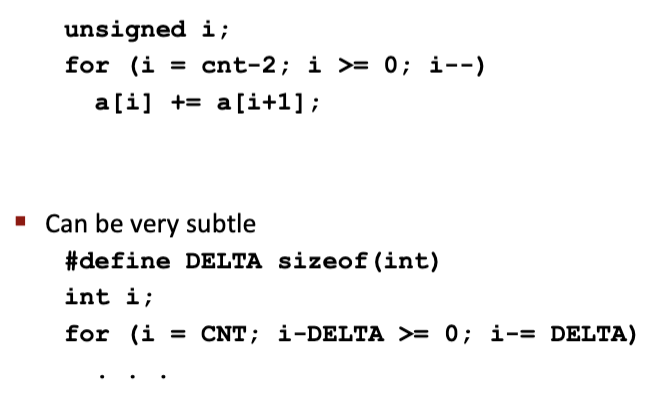 unsigned i;
for (i = cnt-2; i >= 0; i--)
a[i] += a[i+1];
▪ Can be very subtle
#define DELTA sizeof(int)
int i;
for (i = CNT; i-DELTA >= 0; i-= DELTA)
. . .